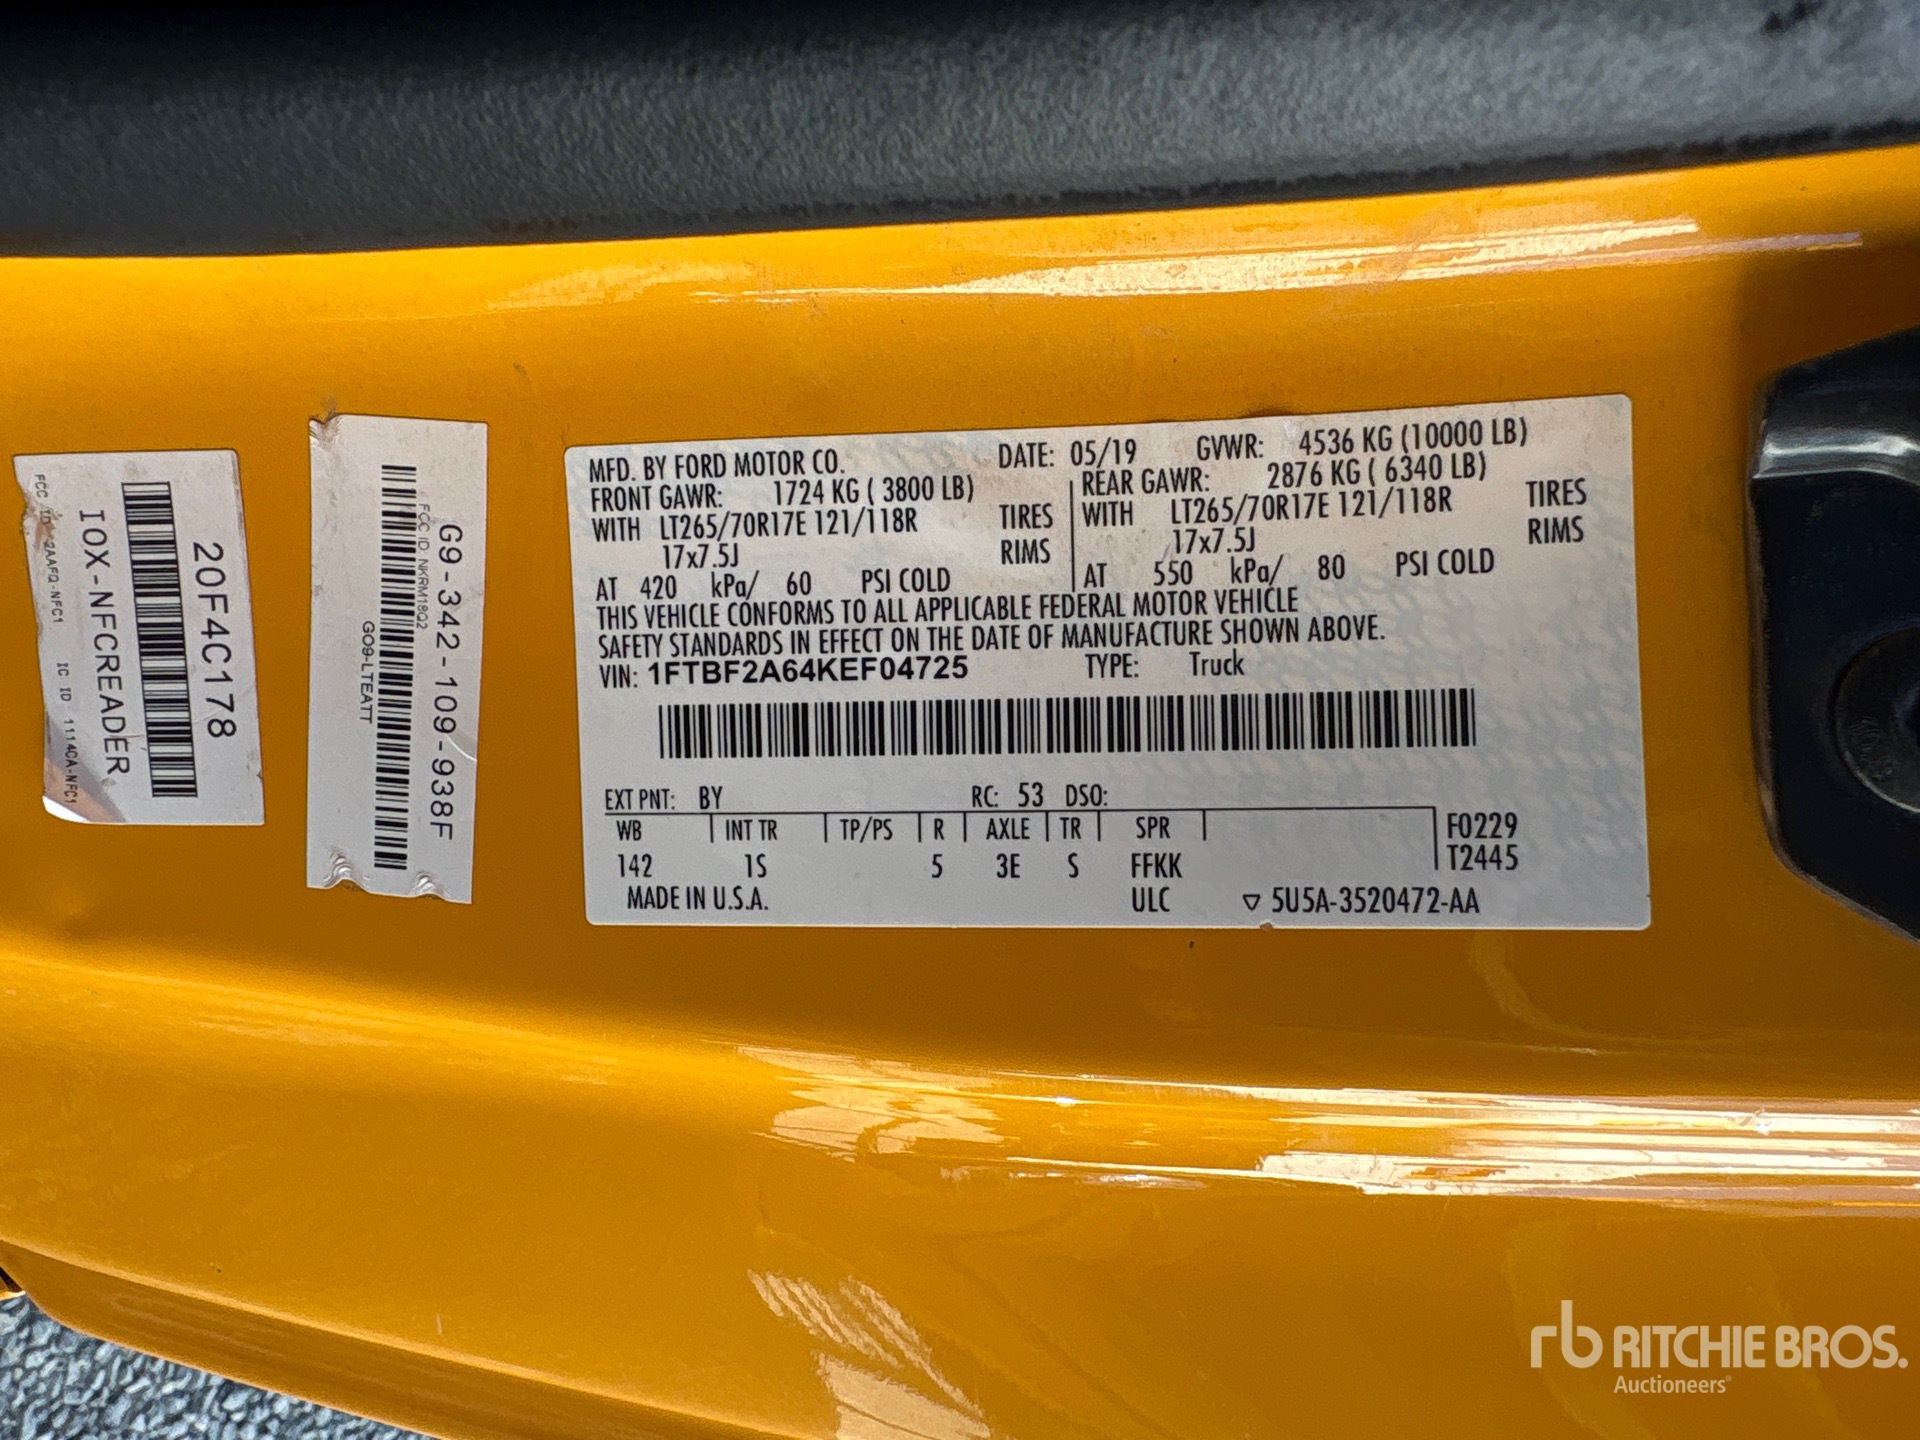 20F4C178
IOX-NFCREADER
FCC ID 2AAFQ-NFC1 IC ID 1114CA-NFC1
G9-342-109-938F
FCC ID NKRM18Q2
GO9-LTEATT
MFD. BY FORD MOTOR CO. DATE: 05/19 GVWR: 4536 KG (10000 LB)
FRONT GAWR: 1724 KG ( 3800 LB) REAR GAWR: 2876 KG ( 6340 LB)
WITH LT265/70R17E 121/118R TIRES WITH LT265/70R17E 121/118R TIRES
17x7.5J RIMS 17x7.5J RIMS
AT 420 kPa/ 60 PSI COLD AT 550 kPa/ 80 PSI COLD
THIS VEHICLE CONFORMS TO ALL APPLICABLE FEDERAL MOTOR VEHICLE
SAFETY STANDARDS IN EFFECT ON THE DATE OF MANUFACTURE SHOWN ABOVE.
VIN: 1FTBF2A64KEF04725 TYPE: Truck
EXT PNT: BY RC: 53 DSO:
WB INT TR TP/PS R AXLE TR SPR F0229
142 1S 5 3E S FFKK T2445
MADE IN U.S.A. ULC ▽ 5U5A-3520472-AA
rb RITCHIE BROS.
Auctioneers